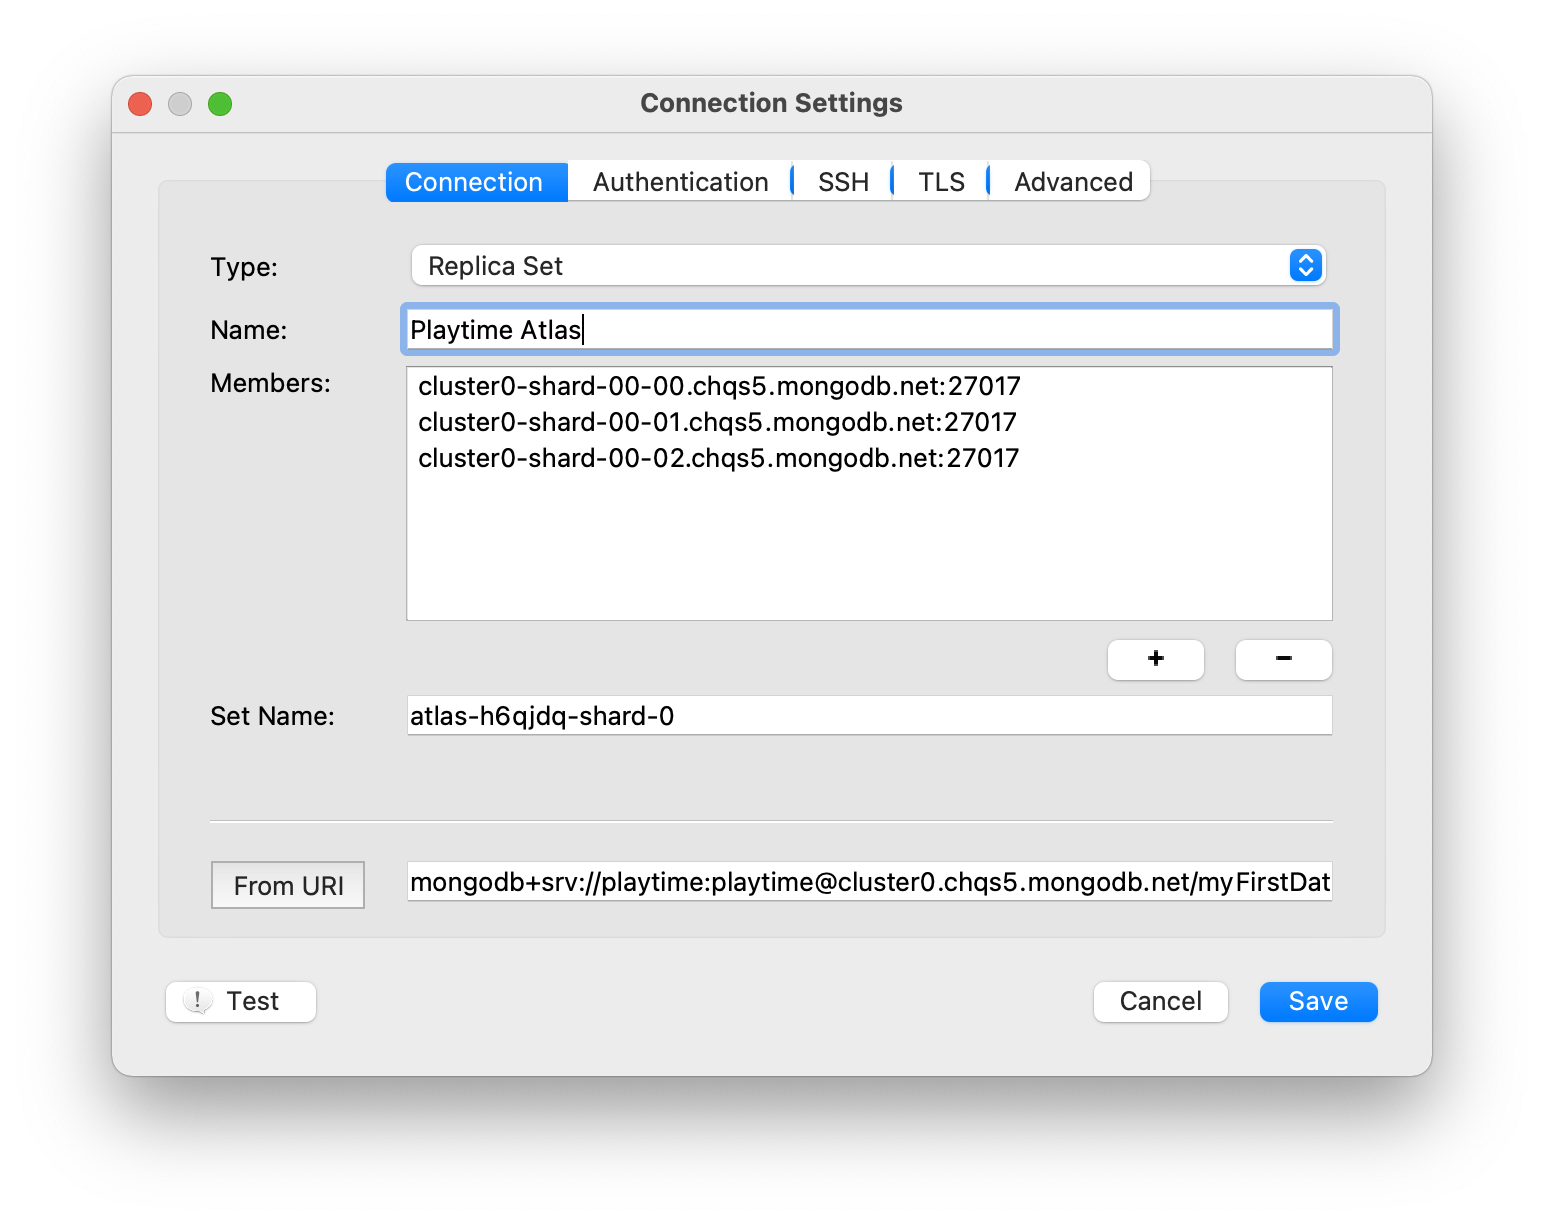 Connection Settings
Connection Authentication SSH TLS Advanced
Type: Replica Set
Name: Playtime Atlas
Members: cluster0-shard-00-00.chqs5.mongodb.net:27017
cluster0-shard-00-01.chqs5.mongodb.net:27017
cluster0-shard-00-02.chqs5.mongodb.net:27017
+ −
Set Name: atlas-h6qjdq-shard-0
From URI mongodb+srv://playtime:playtime@cluster0.chqs5.mongodb.net/myFirstDat
! Test Cancel Save